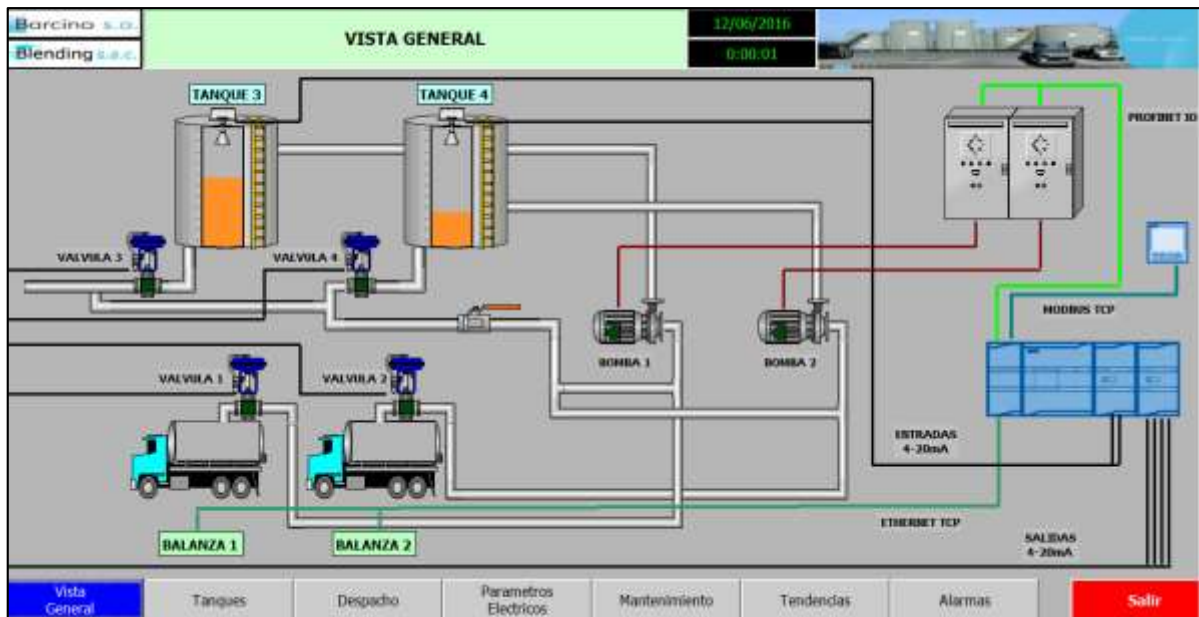 Barcino s.a.
Blending s.a.c.
VISTA GENERAL
12/06/2016
0:00:01
TANQUE 3
TANQUE 4
PROFINET IO
VALVULA 3
VALVULA 4
MODBUS TCP
BOMBA 1
BOMBA 2
VALVULA 1
VALVULA 2
ENTRADAS
4-20mA
ETHERNET TCP
BALANZA 1
BALANZA 2
SALIDAS
4-20mA
Vista
General
Tanques
Despacho
Parametros
Electricos
Mantenimiento
Tendencias
Alarmas
Salir